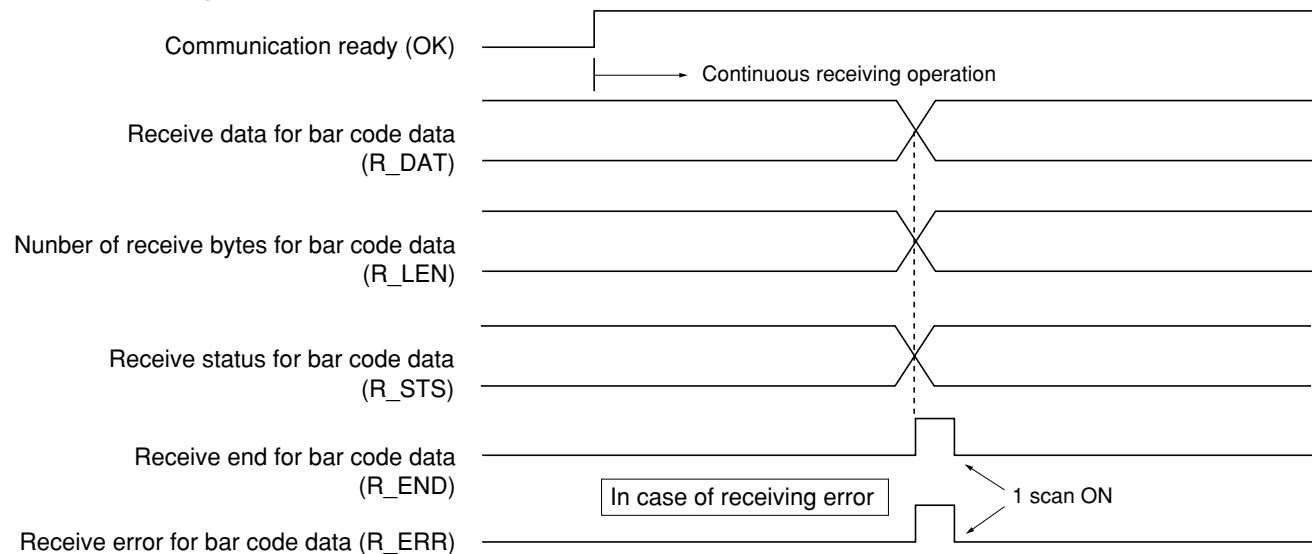 Communication ready (OK)
Continuous receiving operation
Receive data for bar code data
(R_DAT)
Nunber of receive bytes for bar code data
(R_LEN)
Receive status for bar code data
(R_STS)
Receive end for bar code data
(R_END)
In case of receiving error
1 scan ON
Receive error for bar code data (R_ERR)